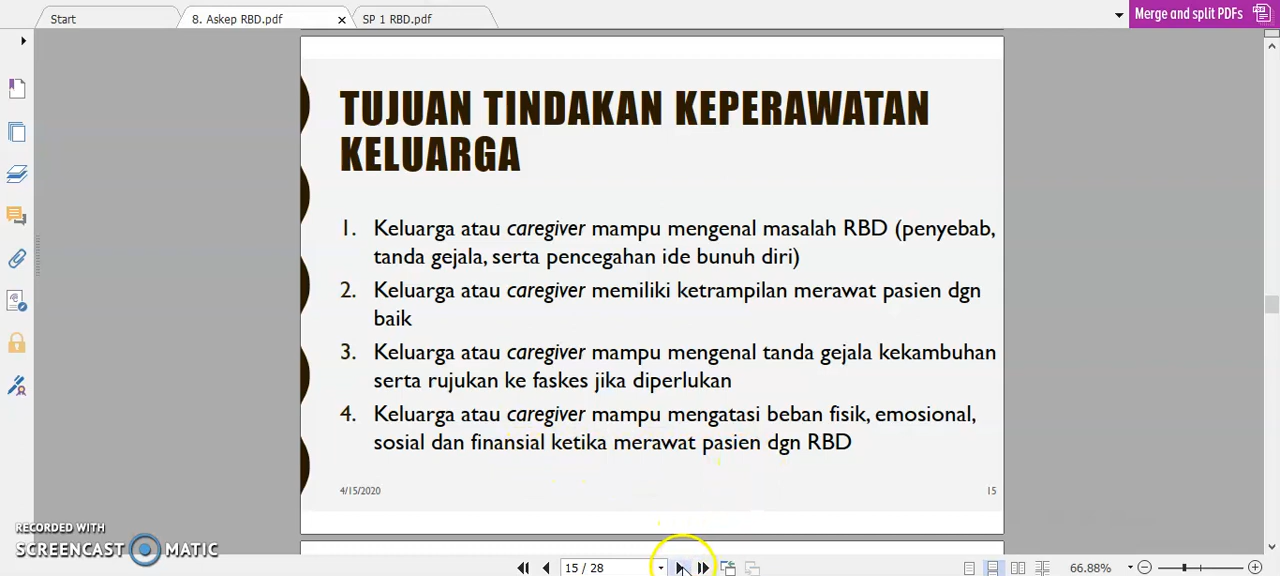 Start
8. Askep RBD.pdf
SP 1 RBD.pdf
Merge and split PDFs
TUJUAN TINDAKAN KEPERAWATAN
KELUARGA
1. Keluarga atau caregiver mampu mengenal masalah RBD (penyebab,
tanda gejala, serta pencegahan ide bunuh diri)
2. Keluarga atau caregiver memiliki ketrampilan merawat pasien dgn
baik
3. Keluarga atau caregiver mampu mengenal tanda gejala kekambuhan
serta rujukan ke faskes jika diperlukan
4. Keluarga atau caregiver mampu mengatasi beban fisik, emosional,
sosial dan finansial ketika merawat pasien dgn RBD
4/15/2020
15
RECORDED WITH
SCREENCAST MATIC
15 / 28
66.88%